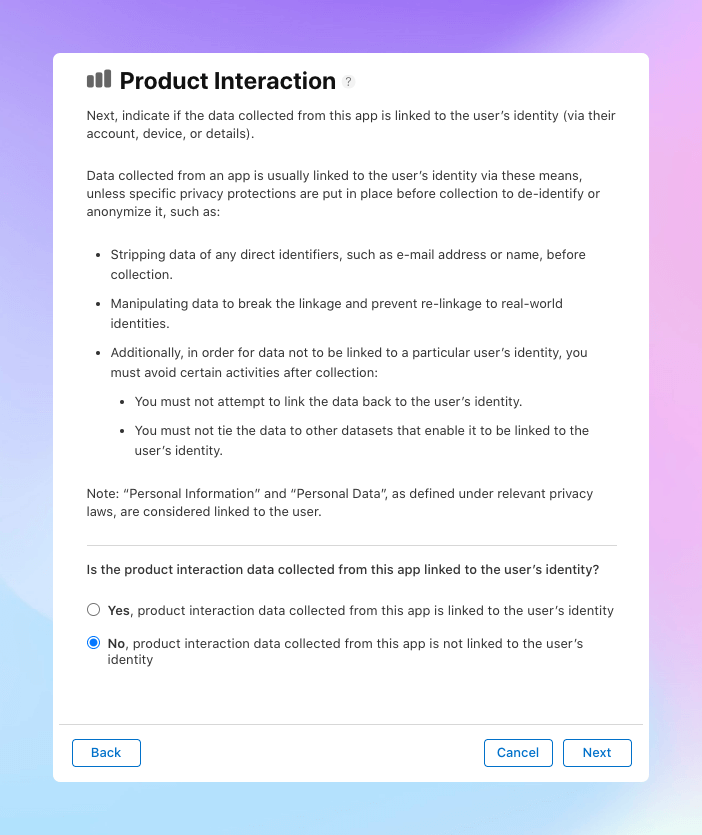 Product Interaction ?
Next, indicate if the data collected from this app is linked to the user’s identity (via their
account, device, or details).
Data collected from an app is usually linked to the user’s identity via these means,
unless specific privacy protections are put in place before collection to de-identify or
anonymize it, such as:
• Stripping data of any direct identifiers, such as e-mail address or name, before
collection.
• Manipulating data to break the linkage and prevent re-linkage to real-world
identities.
• Additionally, in order for data not to be linked to a particular user’s identity, you
must avoid certain activities after collection:
• You must not attempt to link the data back to the user’s identity.
• You must not tie the data to other datasets that enable it to be linked to the
user’s identity.
Note: “Personal Information” and “Personal Data”, as defined under relevant privacy
laws, are considered linked to the user.
Is the product interaction data collected from this app linked to the user’s identity?
Yes, product interaction data collected from this app is linked to the user’s identity
No, product interaction data collected from this app is not linked to the user’s
identity
Back
Cancel
Next